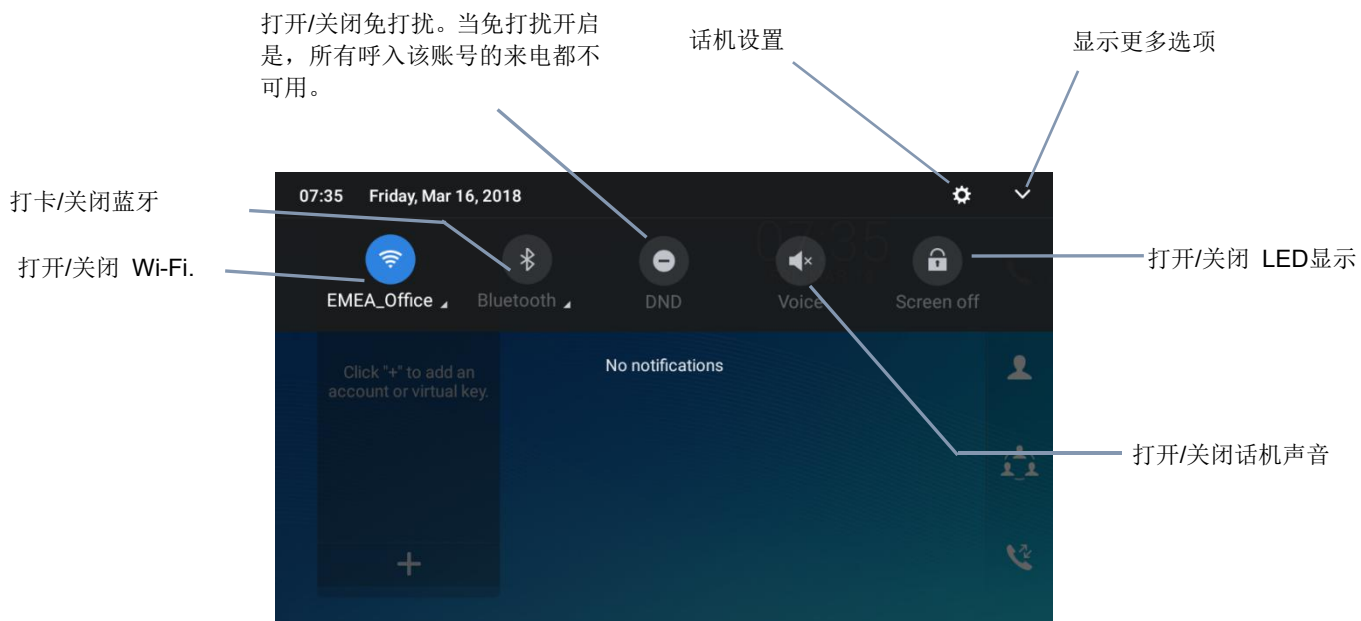 打开/关闭免打扰。当免打扰开启
是，所有呼入该账号的来电都不
可用。
话机设置
显示更多选项
打卡/关闭蓝牙
打开/关闭 Wi-Fi.
07:35 Friday, Mar 16, 2018
07:35
EMEA_Office
Bluetooth
DND
Voice
Screen off
打开/关闭 LED显示
Click "+" to add an
account or virtual key.
No notifications
打开/关闭话机声音